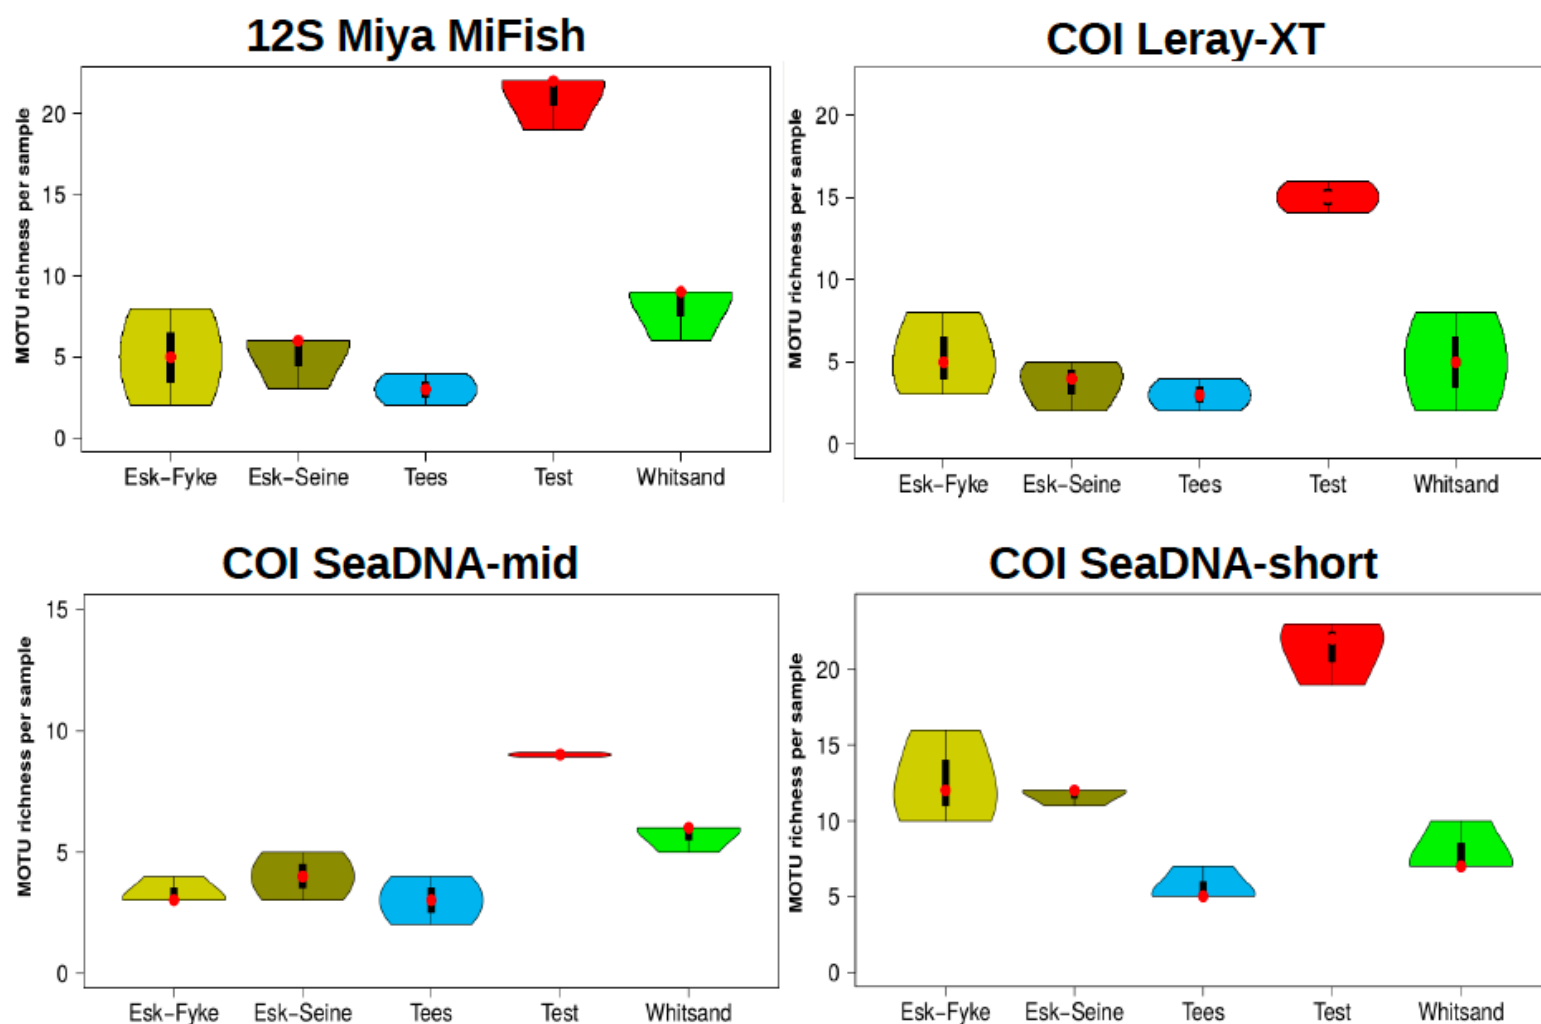 12S Miya MiFish
MOTU richness per sample
20
15
10
5
0
Esk-Fyke Esk-Seine Tees Test Whitsand
COI Leray-XT
MOTU richness per sample
20
15
10
5
0
Esk-Fyke Esk-Seine Tees Test Whitsand
COI SeaDNA-mid
MOTU richness per sample
15
10
5
0
Esk-Fyke Esk-Seine Tees Test Whitsand
COI SeaDNA-short
MOTU richness per sample
20
15
10
5
0
Esk-Fyke Esk-Seine Tees Test Whitsand